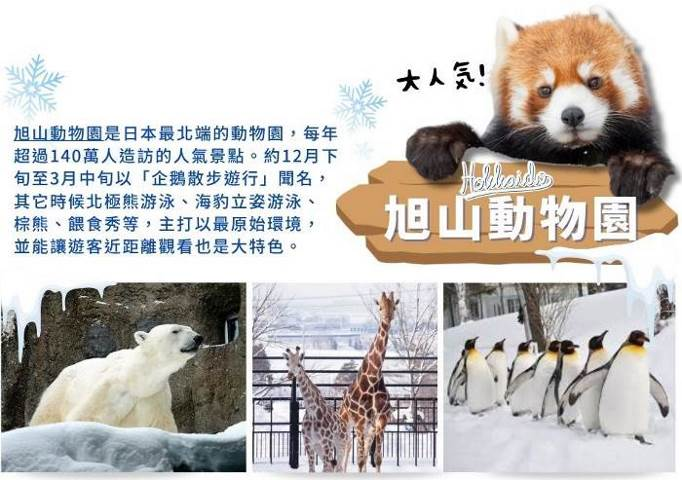 大人気!
旭山動物園是日本最北端的動物園，每年
超過140萬人造訪的人氣景點。約12月下
旬至3月中旬以「企鵝散步遊行」聞名，
其它時候北極熊游泳、海豹立姿游泳、
棕熊、餵食秀等，主打以最原始環境，
並能讓遊客近距離觀看也是大特色。
Hokkaido
旭山動物園